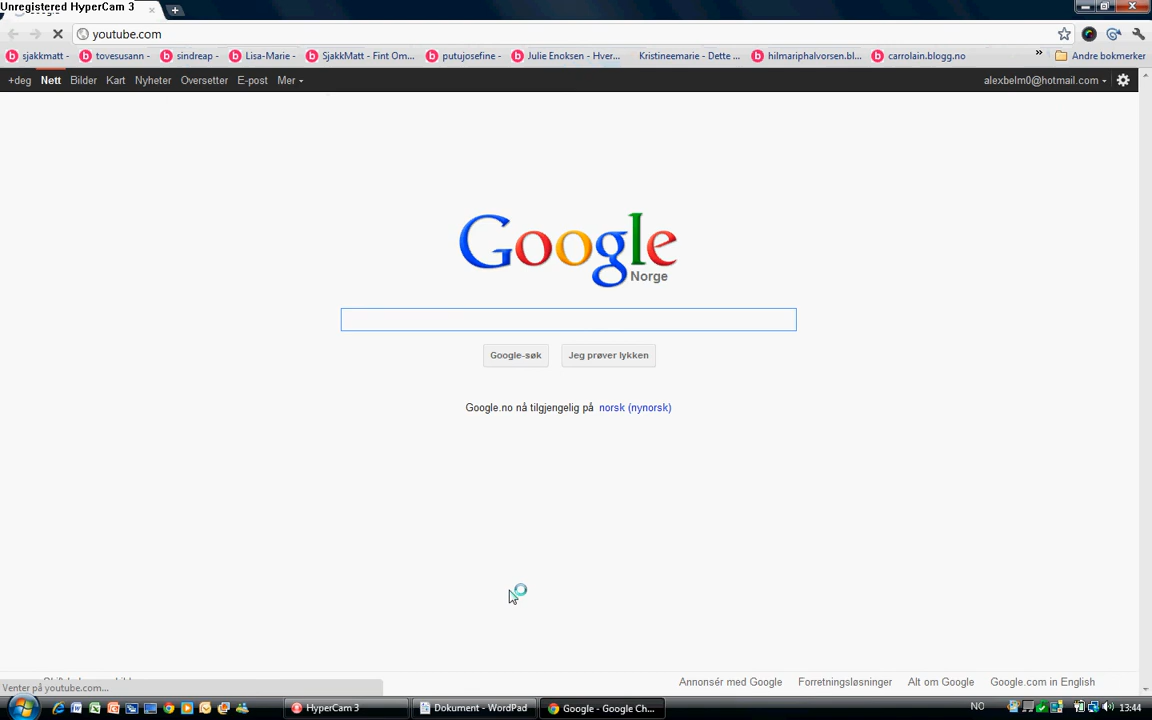 Unregistered HyperCam 3
youtube.com
sjakkmatt -
tovesusann -
sindreap -
Lisa-Marie -
SjakkMatt - Fint Om...
putujosefine -
Julie Enoksen - Hver...
Kristineemarie - Dette ...
hilmariphalvorsen.bl...
carrolain.blogg.no
»
Andre bokmerker
+deg Nett Bilder Kart Nyheter Oversetter E-post Mer
alexbelm0@hotmail.com
Google
Norge
Google-søk
Jeg prøver lykken
Google.no nå tilgjengelig på norsk (nynorsk)
Annonsér med Google
Forretningsløsninger
Alt om Google
Google.com in English
Venter på youtube.com...
HyperCam 3
Dokument - WordPad
Google - Google Ch...
NO
13:44